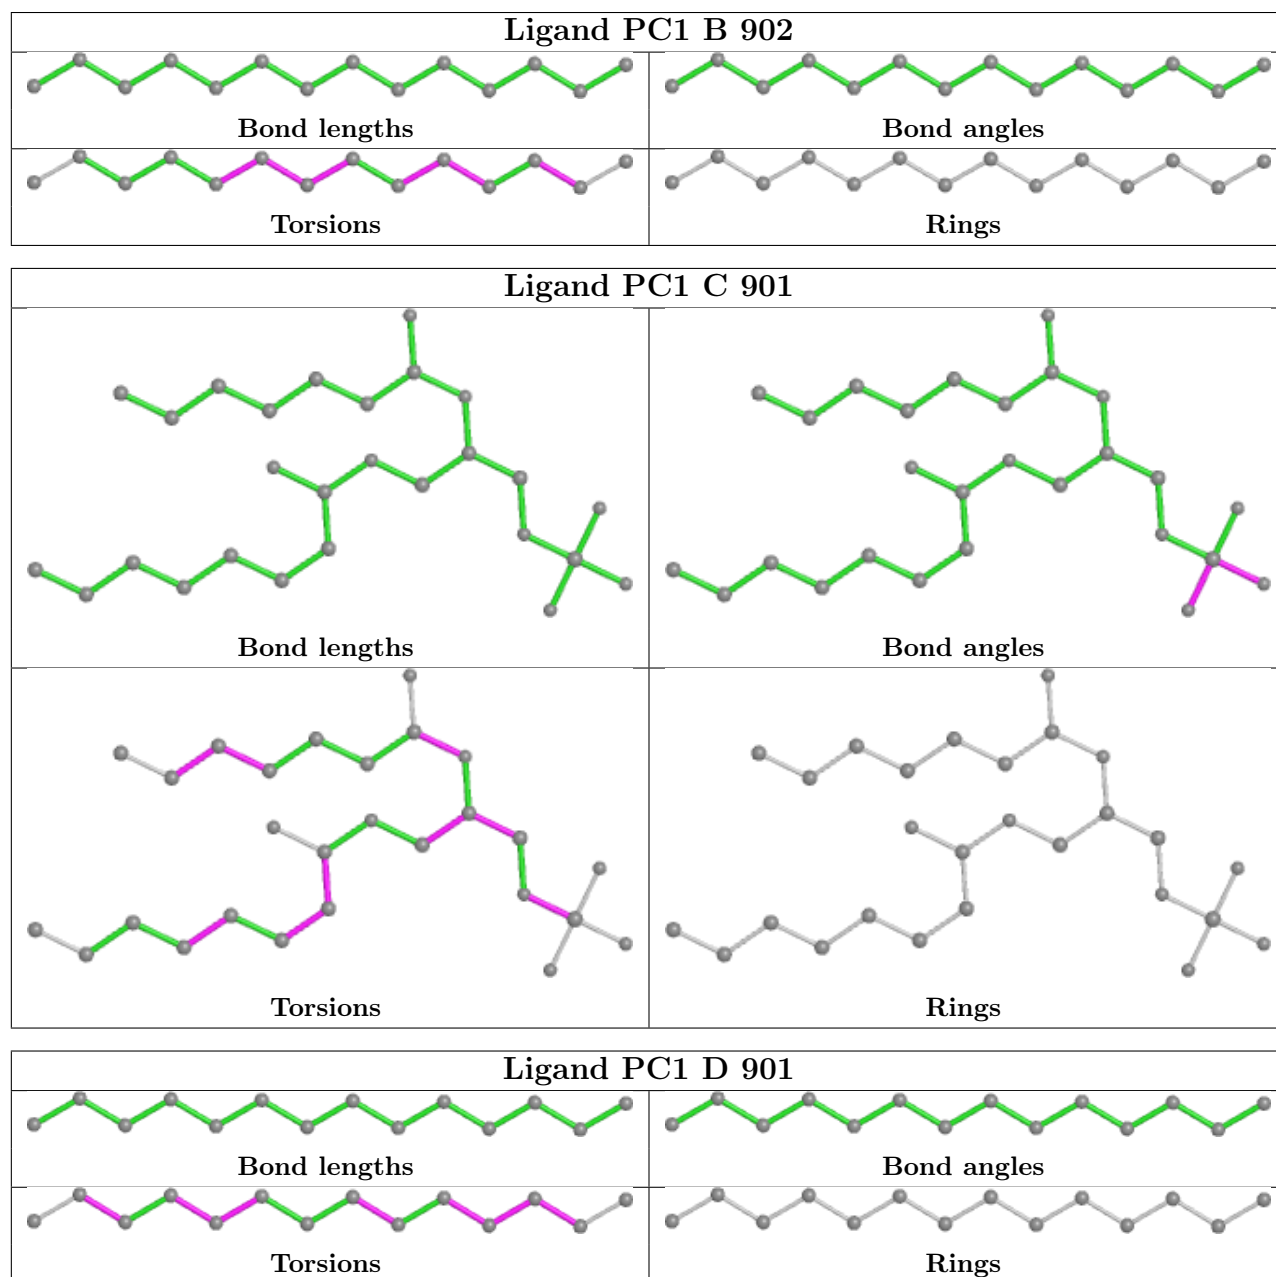 Ligand PC1 B 902
Bond lengths
Bond angles
Torsions
Rings
Ligand PC1 C 901
Bond lengths
Bond angles
Torsions
Rings
Ligand PC1 D 901
Bond lengths
Bond angles
Torsions
Rings